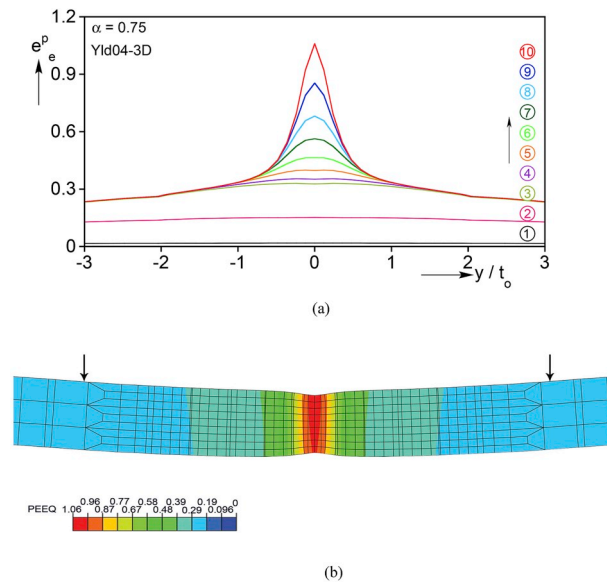 1.2
e_e^p
α = 0.75
Yld04-3D
0.9
0.6
0.3
0
⑩
⑨
⑧
⑦
⑥
⑤
④
③
②
①
-3 -2 -1 0 1 2 3
y / t_o
(a)
0.96 0.77 0.58 0.39 0.19 0
PEEQ 1.06 0.87 0.67 0.48 0.29 0.096
(b)